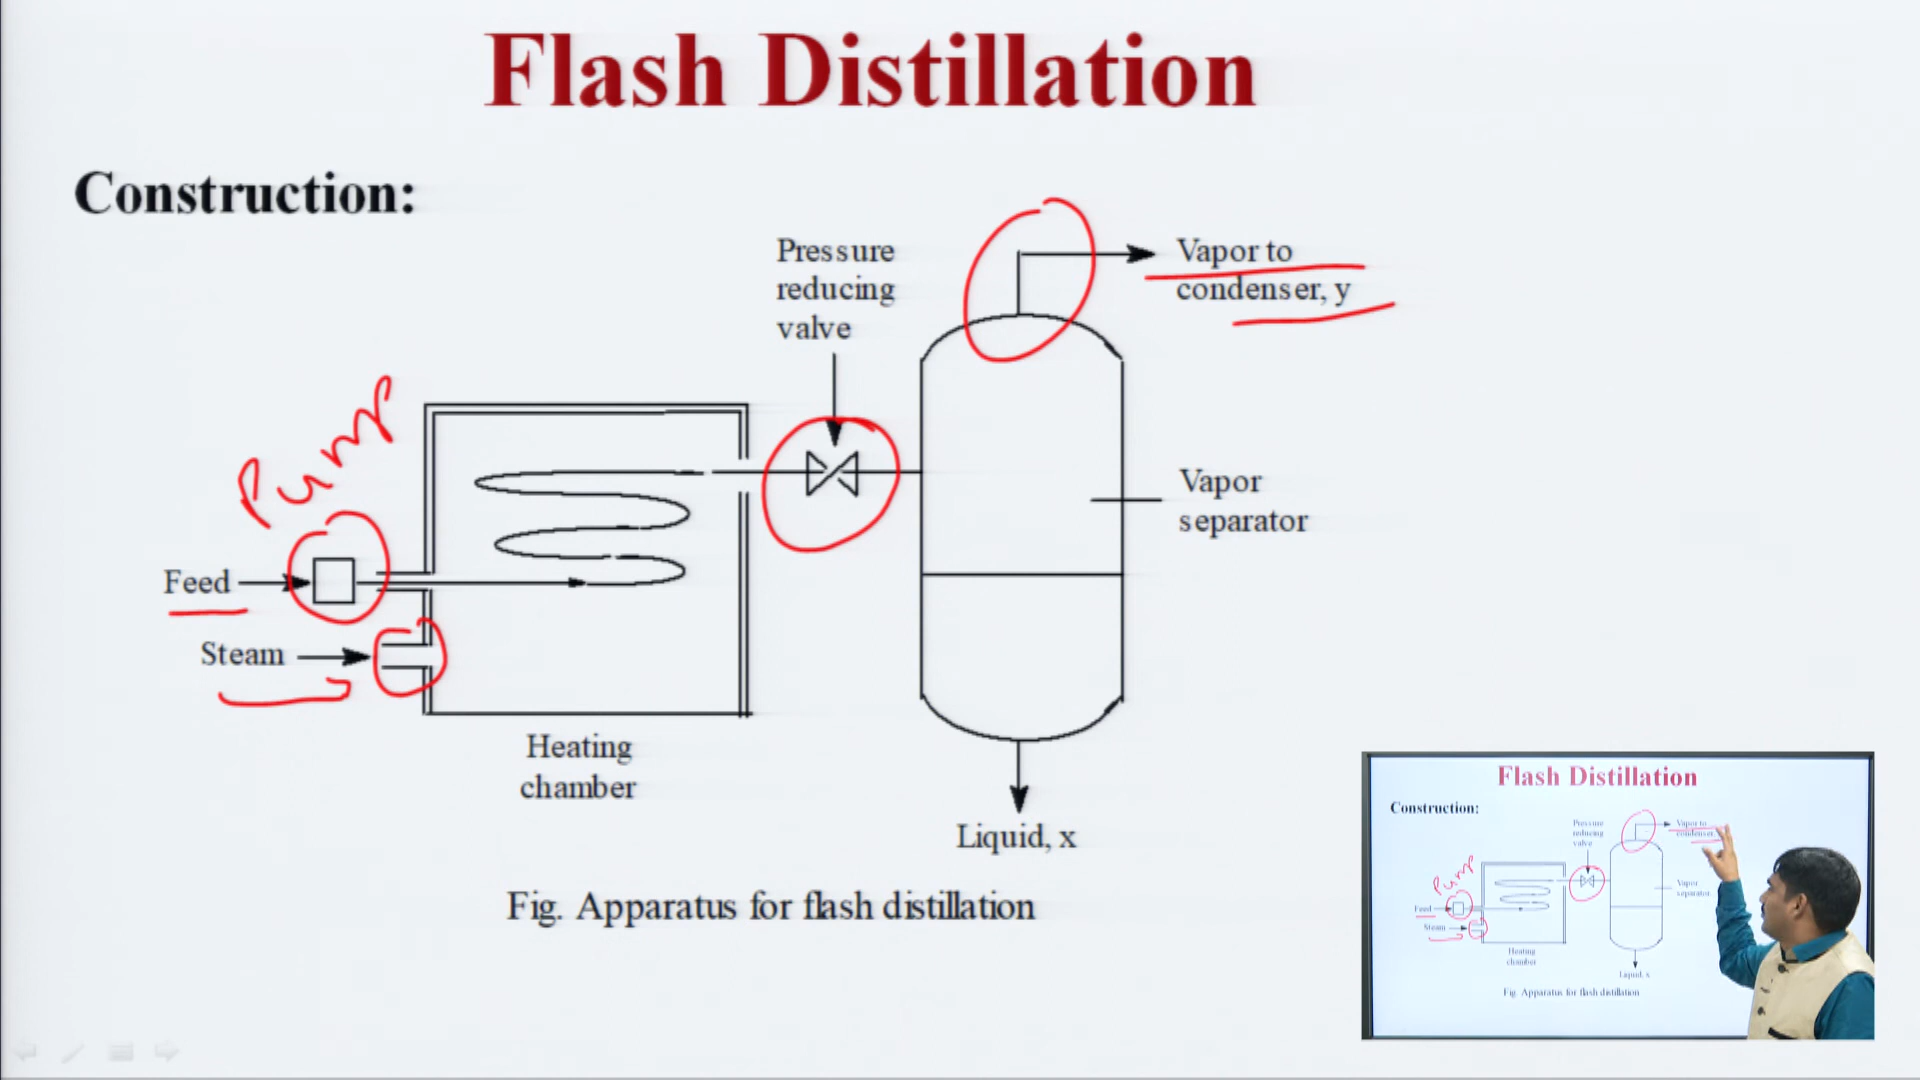 Flash Distillation
Construction:
Pressure
reducing
valve
Vapor to
condenser, y
Pump
Vapor
separator
Feed
Steam
Heating
chamber
Liquid, x
Fig. Apparatus for flash distillation
Flash Distillation
Construction:
Pressure
reducing
valve
Vapor to
condenser,
Pump
Vapor
separator
Feed
Steam
Heating
chamber
Liquid, x
Fig. Apparatus for flash distillation